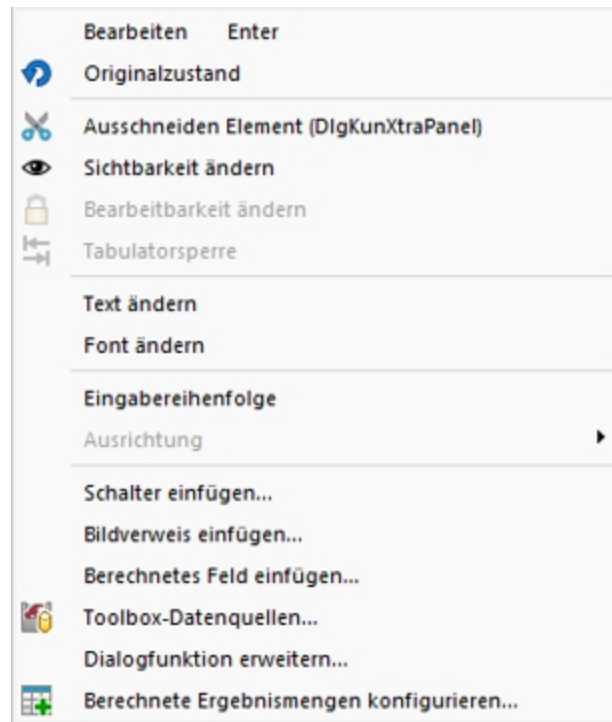 Bearbeiten Enter
Originalzustand
Ausschneiden Element (DlgKunXtraPanel)
Sichtbarkeit ändern
Bearbeitbarkeit ändern
Tabulatorsperre
Text ändern
Font ändern
Eingabereihenfolge
Ausrichtung
Schalter einfügen...
Bildverweis einfügen...
Berechnetes Feld einfügen...
Toolbox-Datenquellen...
Dialogfunktion erweitern...
Berechnete Ergebnismengen konfigurieren...